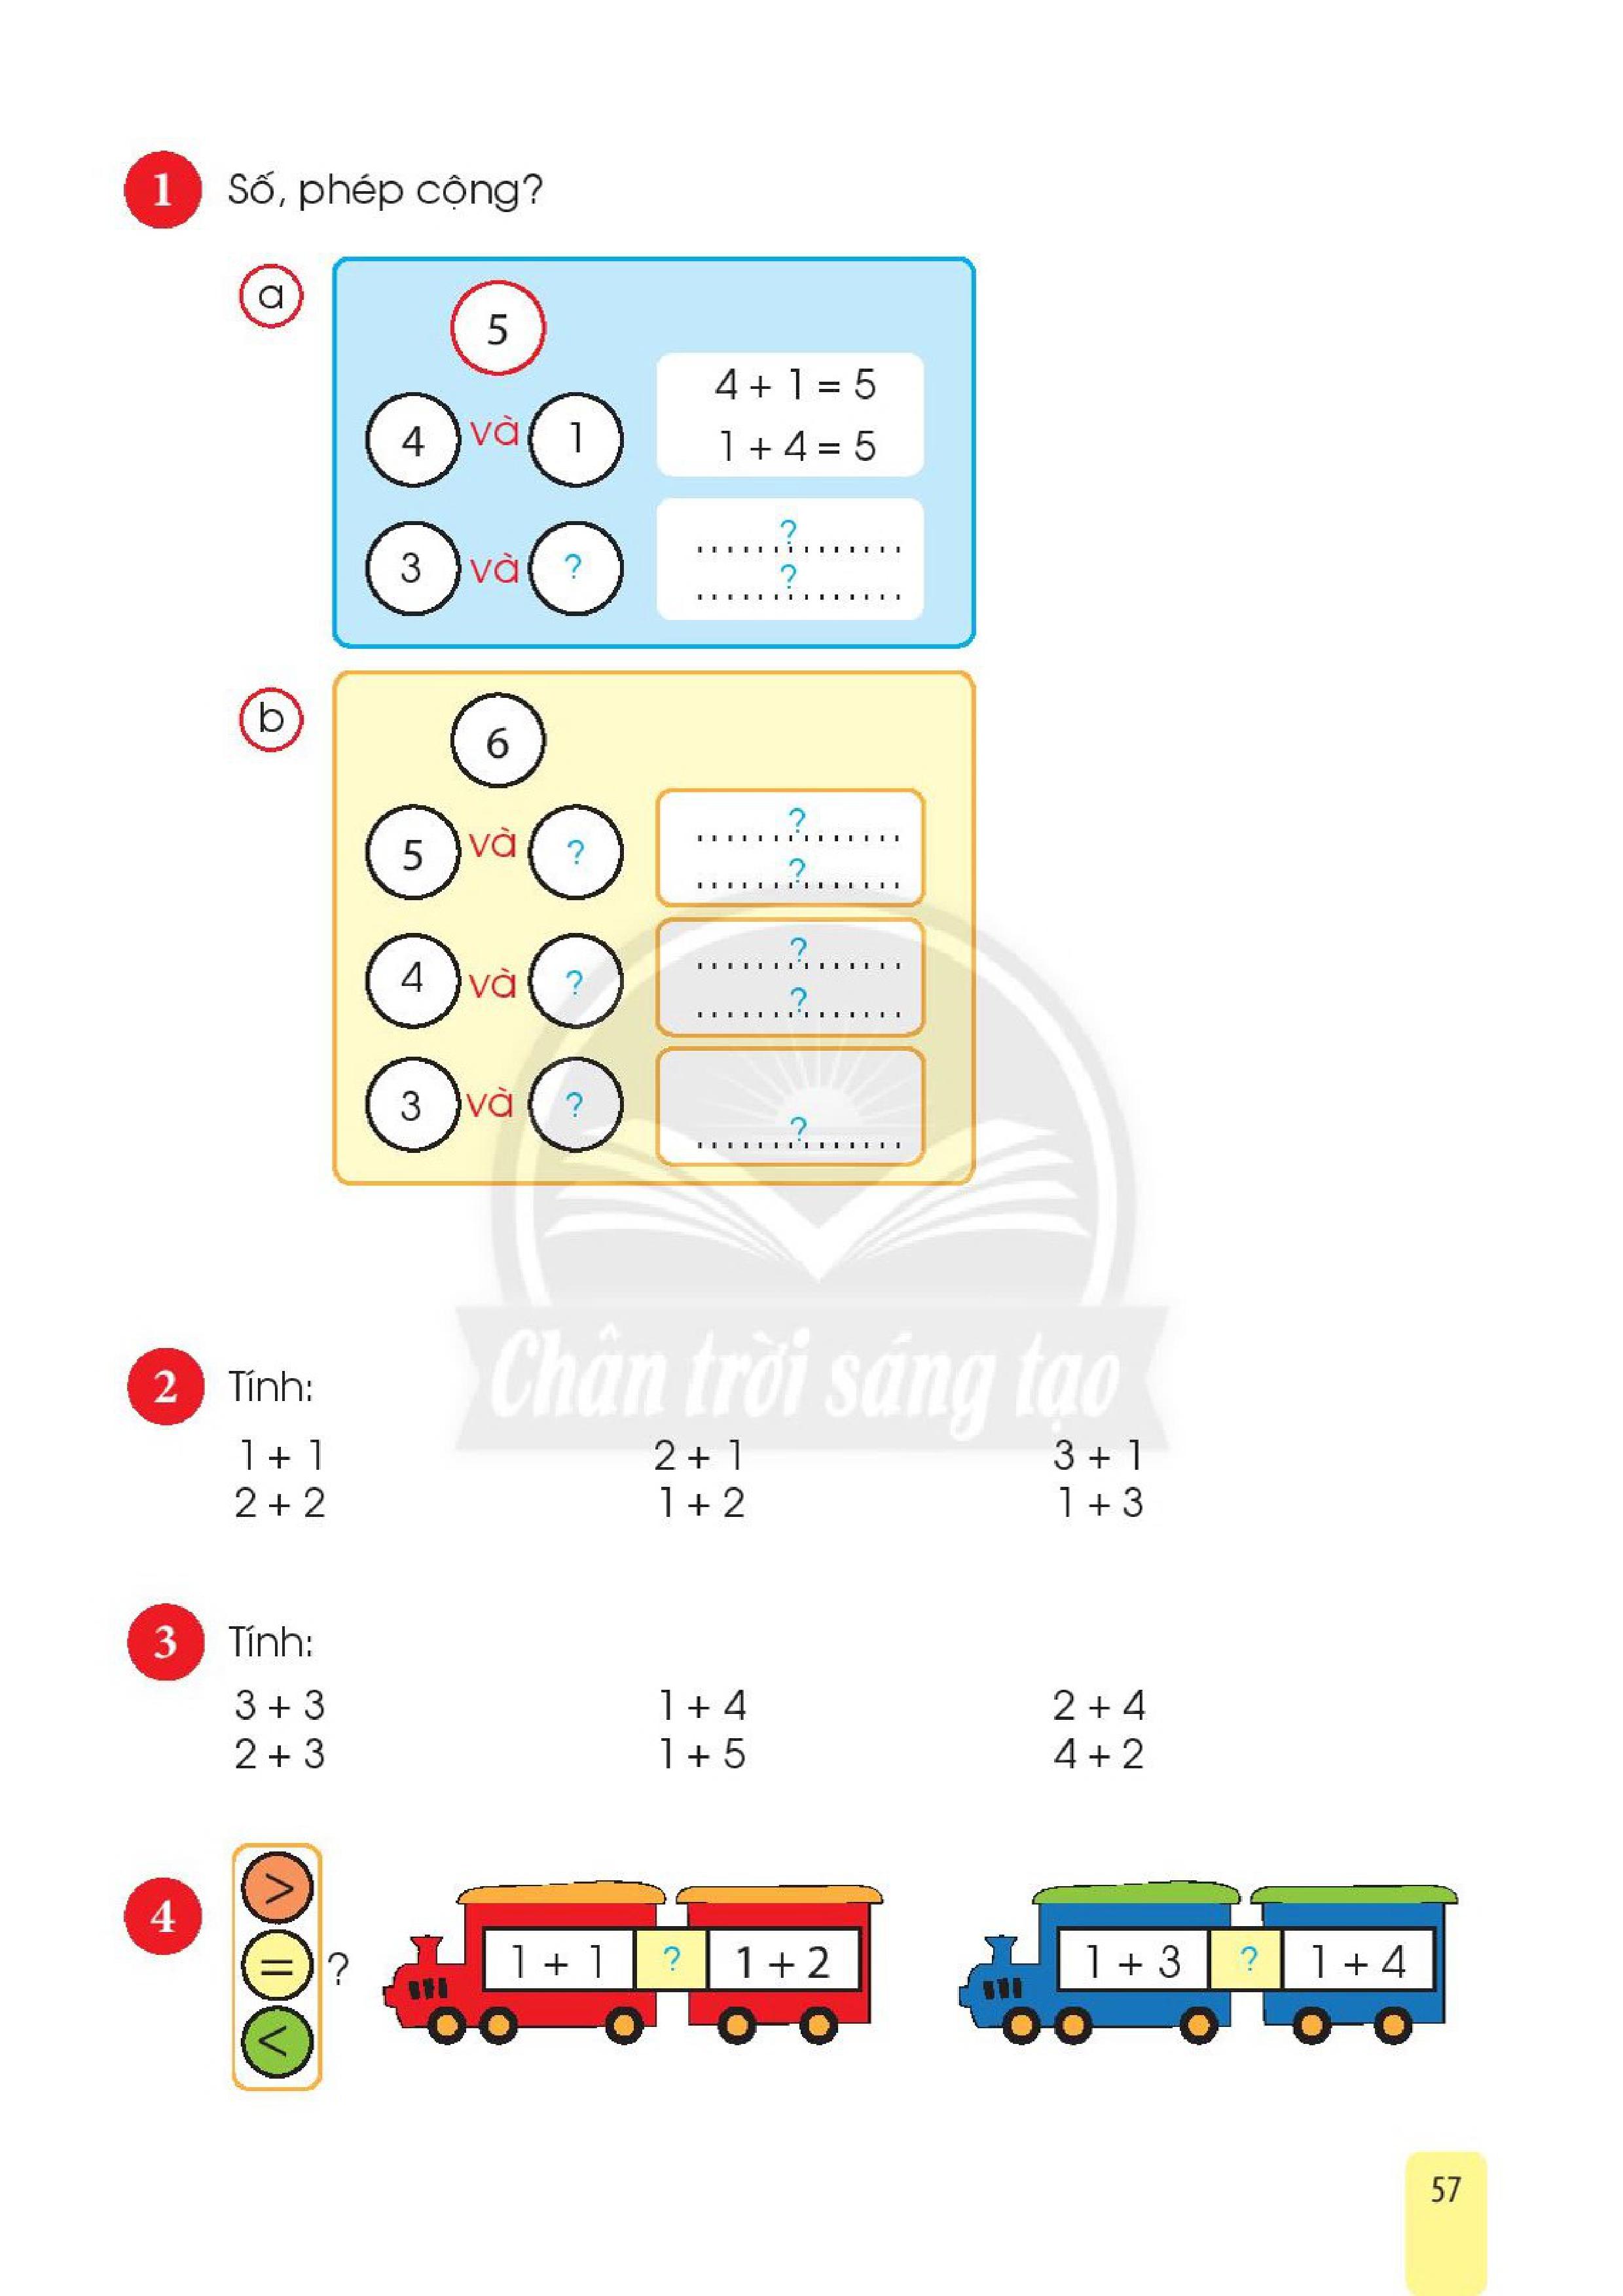 1 Số, phép cộng?
a
5
4 và 1
4 + 1 = 5
1 + 4 = 5
3 và ?
..............?
..............?
b
6
5 và ?
..............?
..............?
4 và ?
..............?
..............?
3 và ?
..............?
Chân trời sáng tạo
2 Tính:
1 + 1 2 + 1 3 + 1
2 + 2 1 + 2 1 + 3
3 Tính:
3 + 3 1 + 4 2 + 4
2 + 3 1 + 5 4 + 2
4
>
= ?
<
1 + 1 ? 1 + 2
1 + 3 ? 1 + 4
57